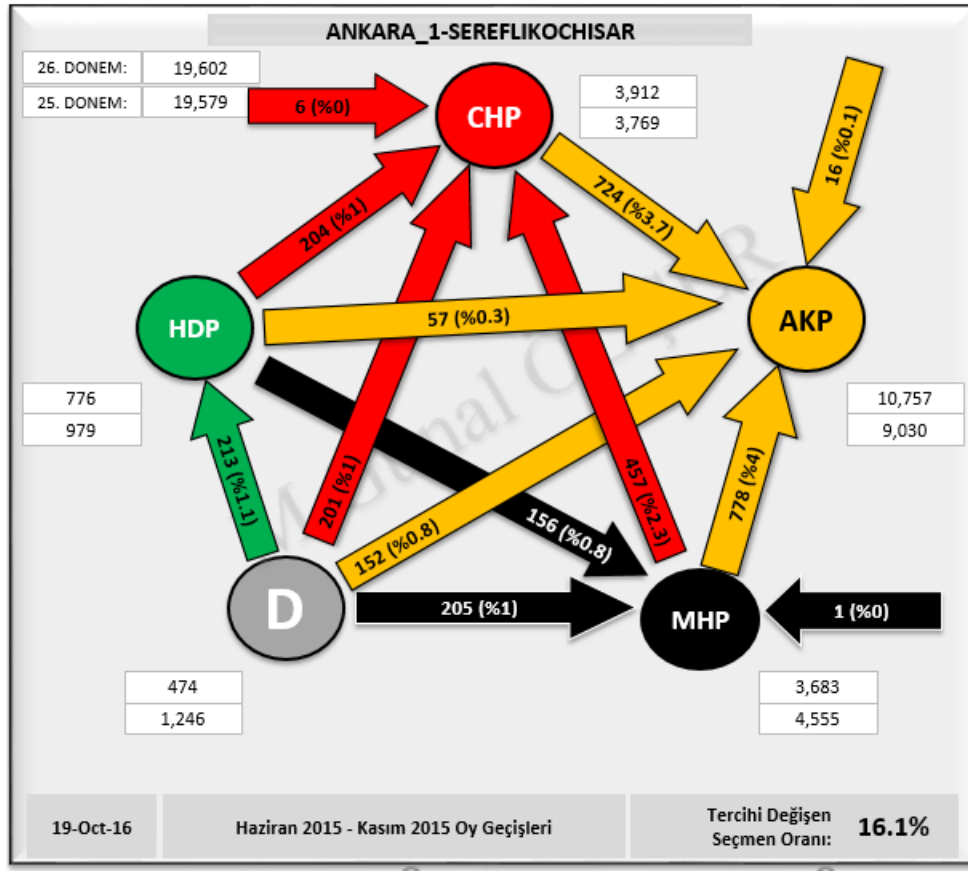 ANKARA_1-SEREFLIKOCHISAR
26. DONEM: 19,602
25. DONEM: 19,579
6 (%0)
CHP
3,912
3,769
16 (%0.1)
204 (%1)
724 (%3.7)
HDP
57 (%0.3)
AKP
776
979
10,757
9,030
213 (%1.1)
201 (%1)
152 (%0.8)
156 (%0.8)
457 (%2.3)
778 (%4)
D
205 (%1)
MHP
1 (%0)
474
1,246
3,683
4,555
19-Oct-16
Haziran 2015 - Kasım 2015 Oy Geçişleri
Tercihi Değişen
Seçmen Oranı: 16.1%